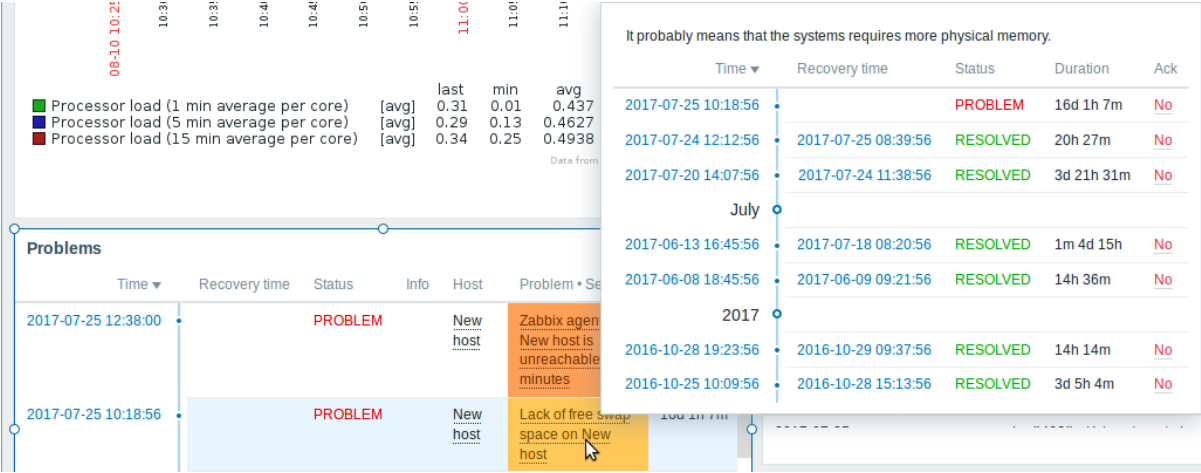 08-10 10:25
10:3
10:3
10:4
10:4
10:5
10:5
11:00
11:0
11:1
last min avg
Processor load (1 min average per core) [avg] 0.31 0.01 0.437
Processor load (5 min average per core) [avg] 0.29 0.13 0.4627
Processor load (15 min average per core) [avg] 0.34 0.25 0.4938
Data from
Problems
Time ▼ Recovery time Status Info Host Problem • Se
2017-07-25 12:38:00 PROBLEM New host Zabbix agen
New host is
unreachable
minutes
2017-07-25 10:18:56 PROBLEM New host Lack of free swap 16d 1h 7m
space on New
host
It probably means that the systems requires more physical memory.
Time ▼ Recovery time Status Duration Ack
2017-07-25 10:18:56 PROBLEM 16d 1h 7m No
2017-07-24 12:12:56 2017-07-25 08:39:56 RESOLVED 20h 27m No
2017-07-20 14:07:56 2017-07-24 11:38:56 RESOLVED 3d 21h 31m No
July
2017-06-13 16:45:56 2017-07-18 08:20:56 RESOLVED 1m 4d 15h No
2017-06-08 18:45:56 2017-06-09 09:21:56 RESOLVED 14h 36m No
2017
2016-10-28 19:23:56 2016-10-29 09:37:56 RESOLVED 14h 14m No
2016-10-25 10:09:56 2016-10-28 15:13:56 RESOLVED 3d 5h 4m No